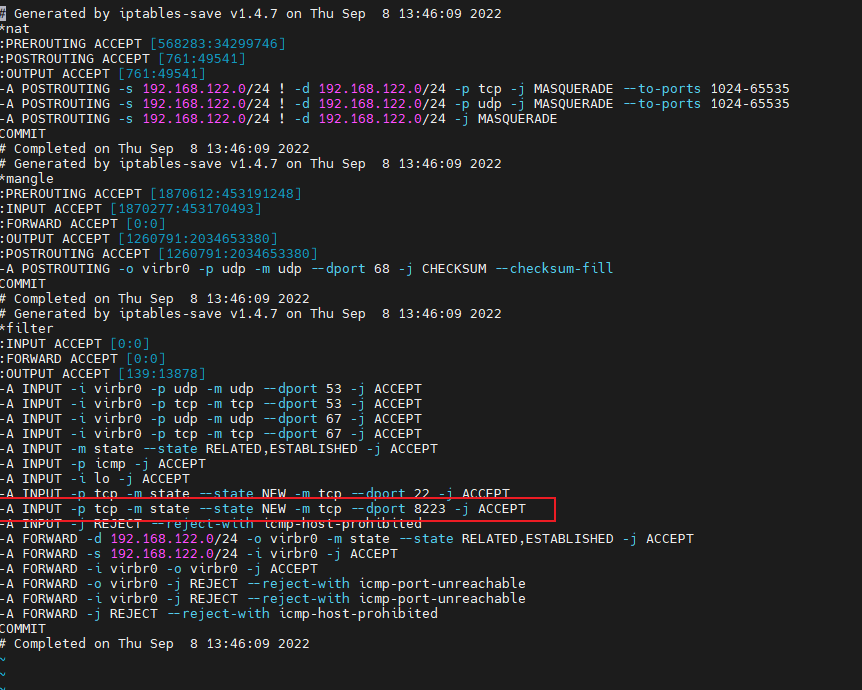 # Generated by iptables-save v1.4.7 on Thu Sep  8 13:46:09 2022
*nat
:PREROUTING ACCEPT [568283:34299746]
:POSTROUTING ACCEPT [761:49541]
:OUTPUT ACCEPT [761:49541]
-A POSTROUTING -s 192.168.122.0/24 ! -d 192.168.122.0/24 -p tcp -j MASQUERADE --to-ports 1024-65535
-A POSTROUTING -s 192.168.122.0/24 ! -d 192.168.122.0/24 -p udp -j MASQUERADE --to-ports 1024-65535
-A POSTROUTING -s 192.168.122.0/24 ! -d 192.168.122.0/24 -j MASQUERADE
COMMIT
# Completed on Thu Sep  8 13:46:09 2022
# Generated by iptables-save v1.4.7 on Thu Sep  8 13:46:09 2022
*mangle
:PREROUTING ACCEPT [1870612:453191248]
:INPUT ACCEPT [1870277:453170493]
:FORWARD ACCEPT [0:0]
:OUTPUT ACCEPT [1260791:2034653380]
:POSTROUTING ACCEPT [1260791:2034653380]
-A POSTROUTING -o virbr0 -p udp -m udp --dport 68 -j CHECKSUM --checksum-fill
COMMIT
# Completed on Thu Sep  8 13:46:09 2022
# Generated by iptables-save v1.4.7 on Thu Sep  8 13:46:09 2022
*filter
:INPUT ACCEPT [0:0]
:FORWARD ACCEPT [0:0]
:OUTPUT ACCEPT [139:13878]
-A INPUT -i virbr0 -p udp -m udp --dport 53 -j ACCEPT
-A INPUT -i virbr0 -p tcp -m tcp --dport 53 -j ACCEPT
-A INPUT -i virbr0 -p udp -m udp --dport 67 -j ACCEPT
-A INPUT -i virbr0 -p tcp -m tcp --dport 67 -j ACCEPT
-A INPUT -m state --state RELATED,ESTABLISHED -j ACCEPT
-A INPUT -p icmp -j ACCEPT
-A INPUT -i lo -j ACCEPT
-A INPUT -p tcp -m state --state NEW -m tcp --dport 22 -j ACCEPT
-A INPUT -p tcp -m state --state NEW -m tcp --dport 8223 -j ACCEPT
-A INPUT -j REJECT --reject-with icmp-host-prohibited
-A FORWARD -d 192.168.122.0/24 -o virbr0 -m state --state RELATED,ESTABLISHED -j ACCEPT
-A FORWARD -s 192.168.122.0/24 -i virbr0 -j ACCEPT
-A FORWARD -i virbr0 -o virbr0 -j ACCEPT
-A FORWARD -o virbr0 -j REJECT --reject-with icmp-port-unreachable
-A FORWARD -i virbr0 -j REJECT --reject-with icmp-port-unreachable
-A FORWARD -j REJECT --reject-with icmp-host-prohibited
COMMIT
# Completed on Thu Sep  8 13:46:09 2022
~
~
~